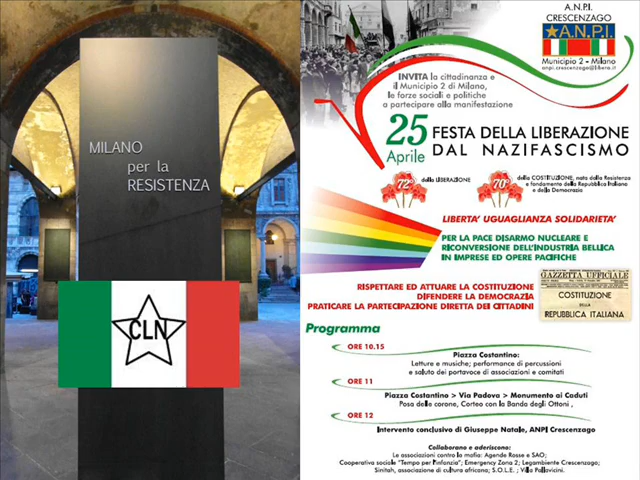 MILANO
per la
RESISTENZA
CLN
A.N.P.I.
CRESCENZAGO
A.N.P.I.
Municipio 2 - Milano
anpi.crescenzago@libero.it
INVITA la cittadinanza e
il Municipio 2 di Milano,
le forze sociali e politiche
a partecipare alla manifestazione
25
Aprile
FESTA DELLA LIBERAZIONE
DAL NAZIFASCISMO
72° della LIBERAZIONE
70° della COSTITUZIONE, nata dalla Resistenza
e fondamento della Repubblica Italiana
e della Democrazia
LIBERTA' UGUAGLIANZA SOLIDARIETA'
PER LA PACE DISARMO NUCLEARE E
RICONVERSIONE DELL'INDUSTRIA BELLICA
IN IMPRESE ED OPERE PACIFICHE
RISPETTARE ED ATTUARE LA COSTITUZIONE
DIFENDERE LA DEMOCRAZIA
PRATICARE LA PARTECIPAZIONE DIRETTA DEI CITTADINI
GAZZETTA UFFICIALE
COSTITUZIONE
DELLA
REPUBBLICA ITALIANA
Programma
ORE 10.15
Piazza Costantino:
Letture e musiche; performance di percussioni
e saluto dei portavoce di associazioni e comitati
ORE 11
Piazza Costantino > Via Padova > Monumento ai Caduti
Posa delle corone, Corteo con la Banda degli Ottoni ,
ORE 12
Intervento conclusivo di Giuseppe Natale, ANPI Crescenzago
Collaborano e aderiscono:
Le associazioni contro la mafia: Agende Rosse e SAO;
Cooperativa sociale "Tempo per l'infanzia"; Emergency Zona 2; Legambiente Crescenzago;
Sinitah, associazione di cultura africana; S.O.L.E. ; Villa Pallavicini.